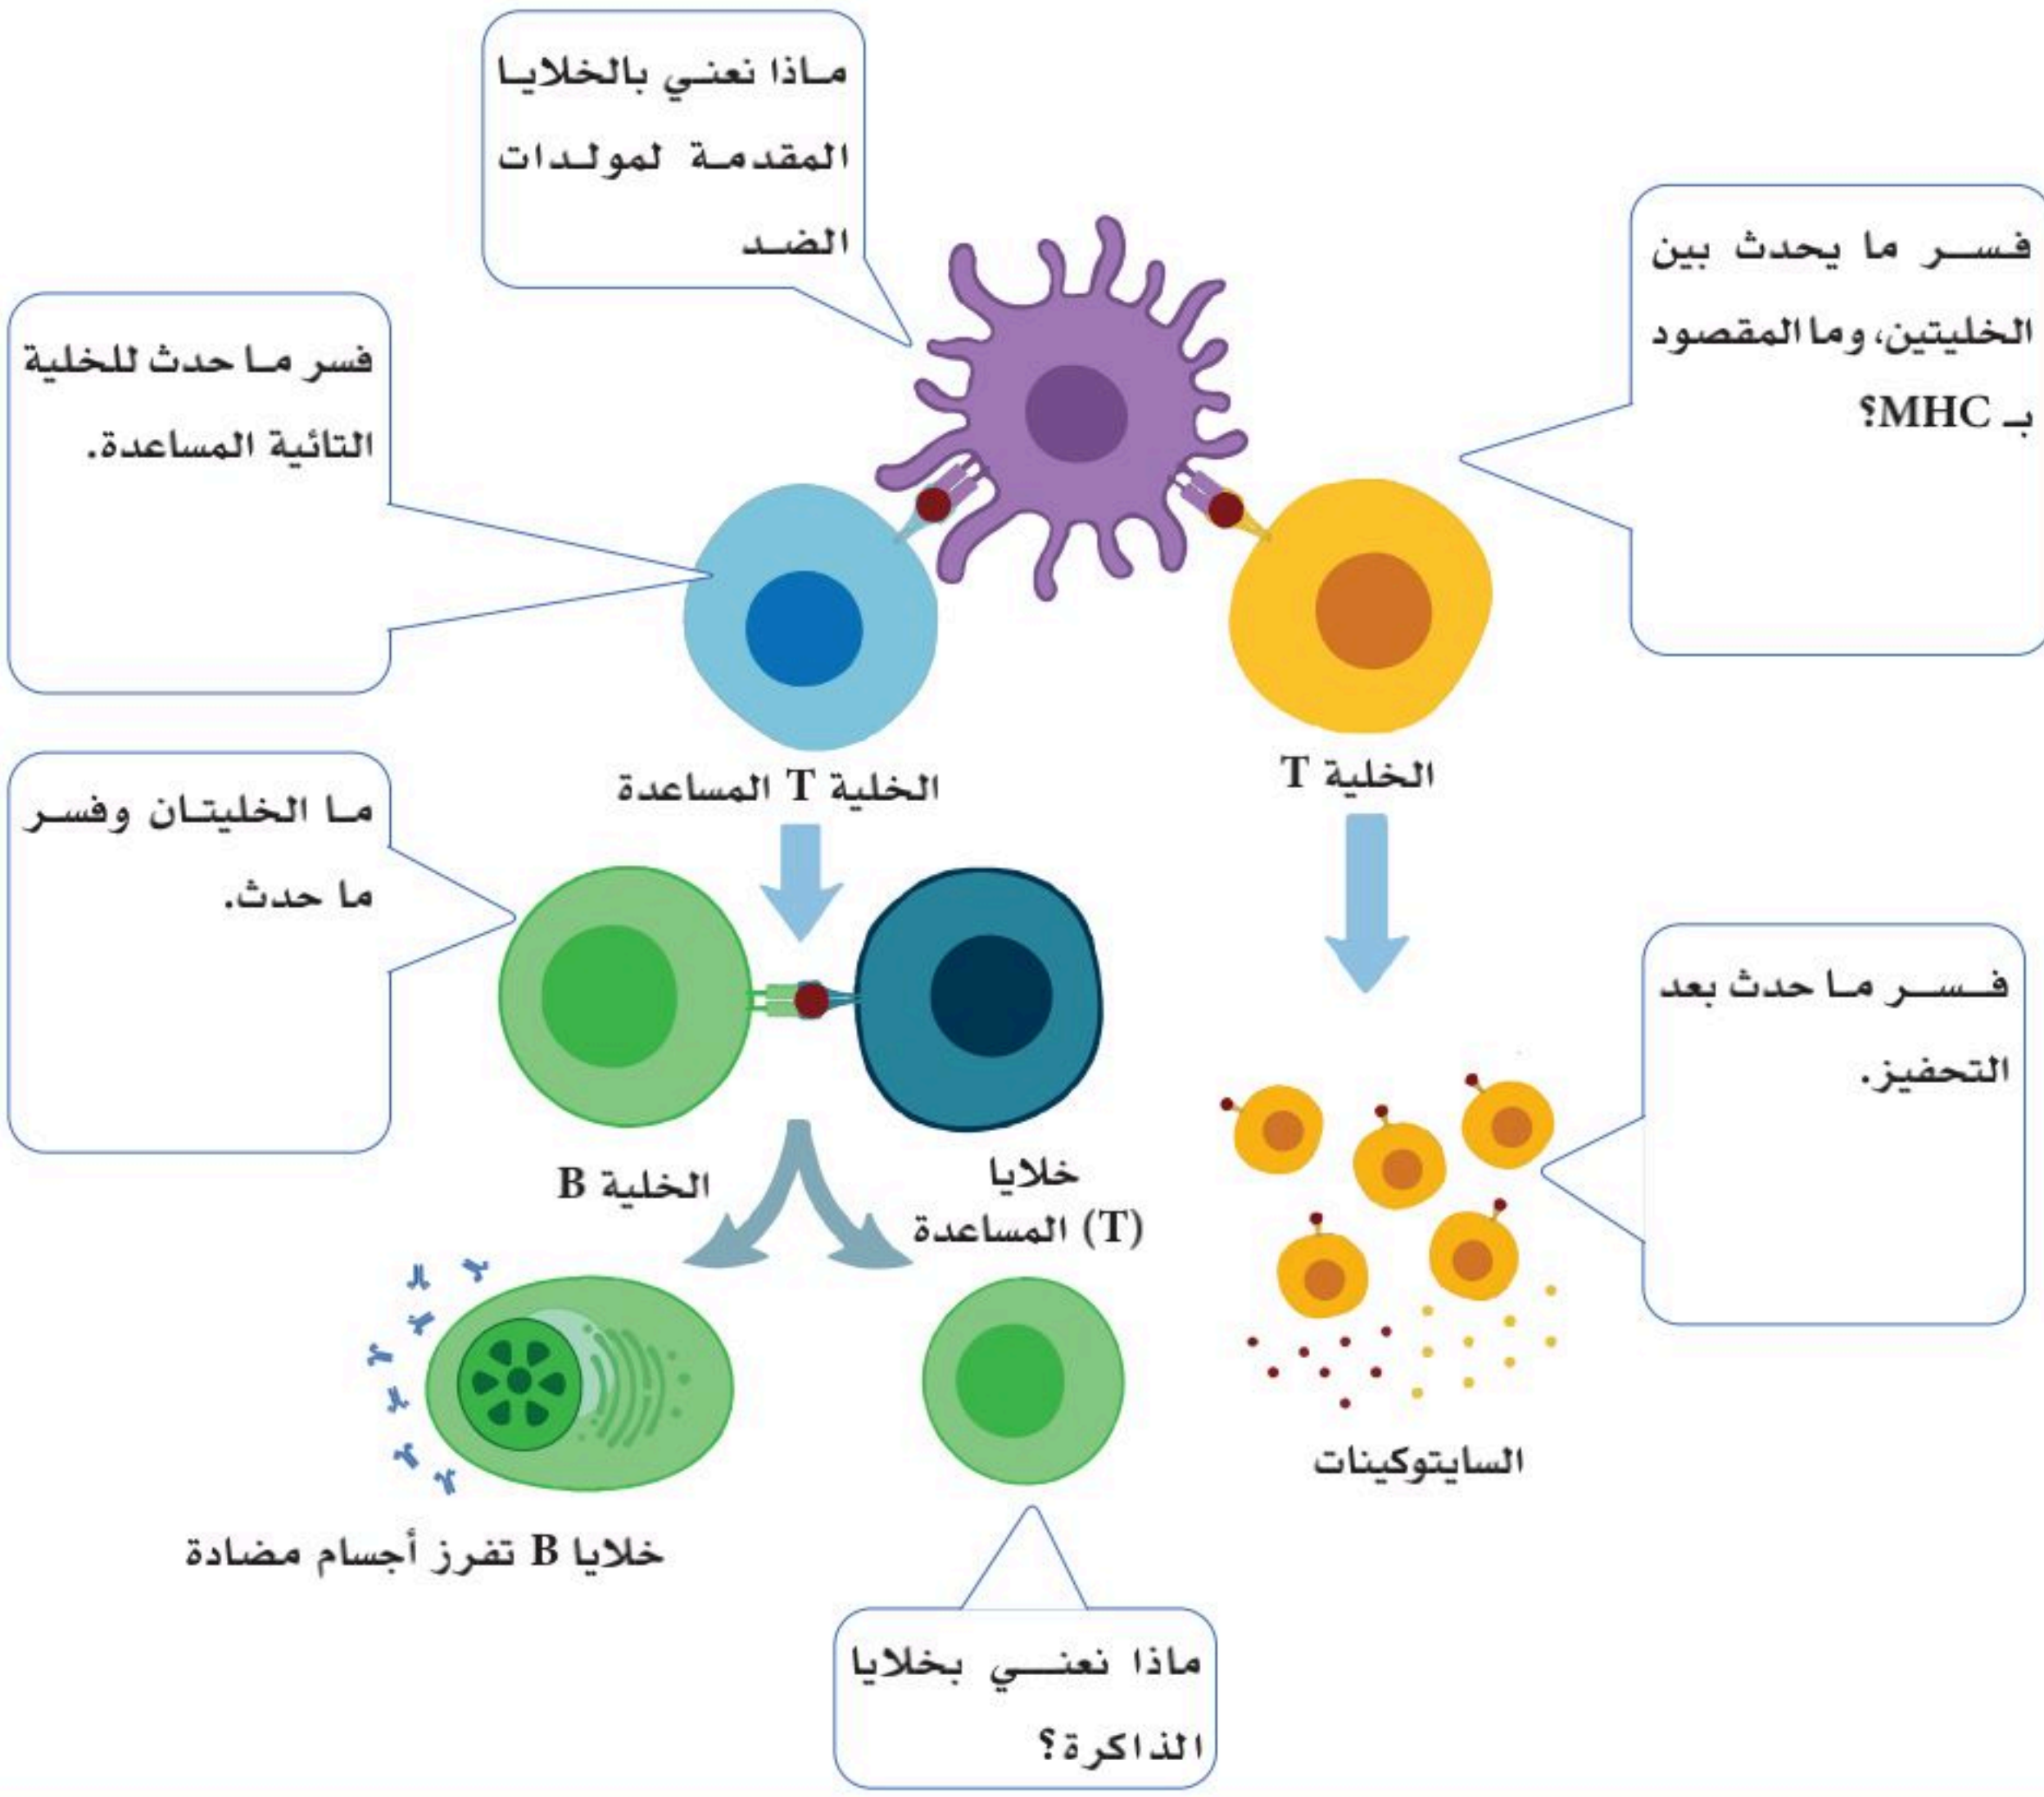 ماذا نعني بالخلايا
المقدمة لمولدات
الضد
فسر ما يحدث بين
الخليتين، وما المقصود
بـ MHC؟
فسر ما حدث للخلية
التائية المساعدة.
الخلية T المساعدة
الخلية T
ما الخليتان وفسر
ما حدث.
فسر ما حدث بعد
التحفيز.
الخلية B
خلايا
(T) المساعدة
السايتوكينات
خلايا B تفرز أجسام مضادة
ماذا نعني بخلايا
الذاكرة؟